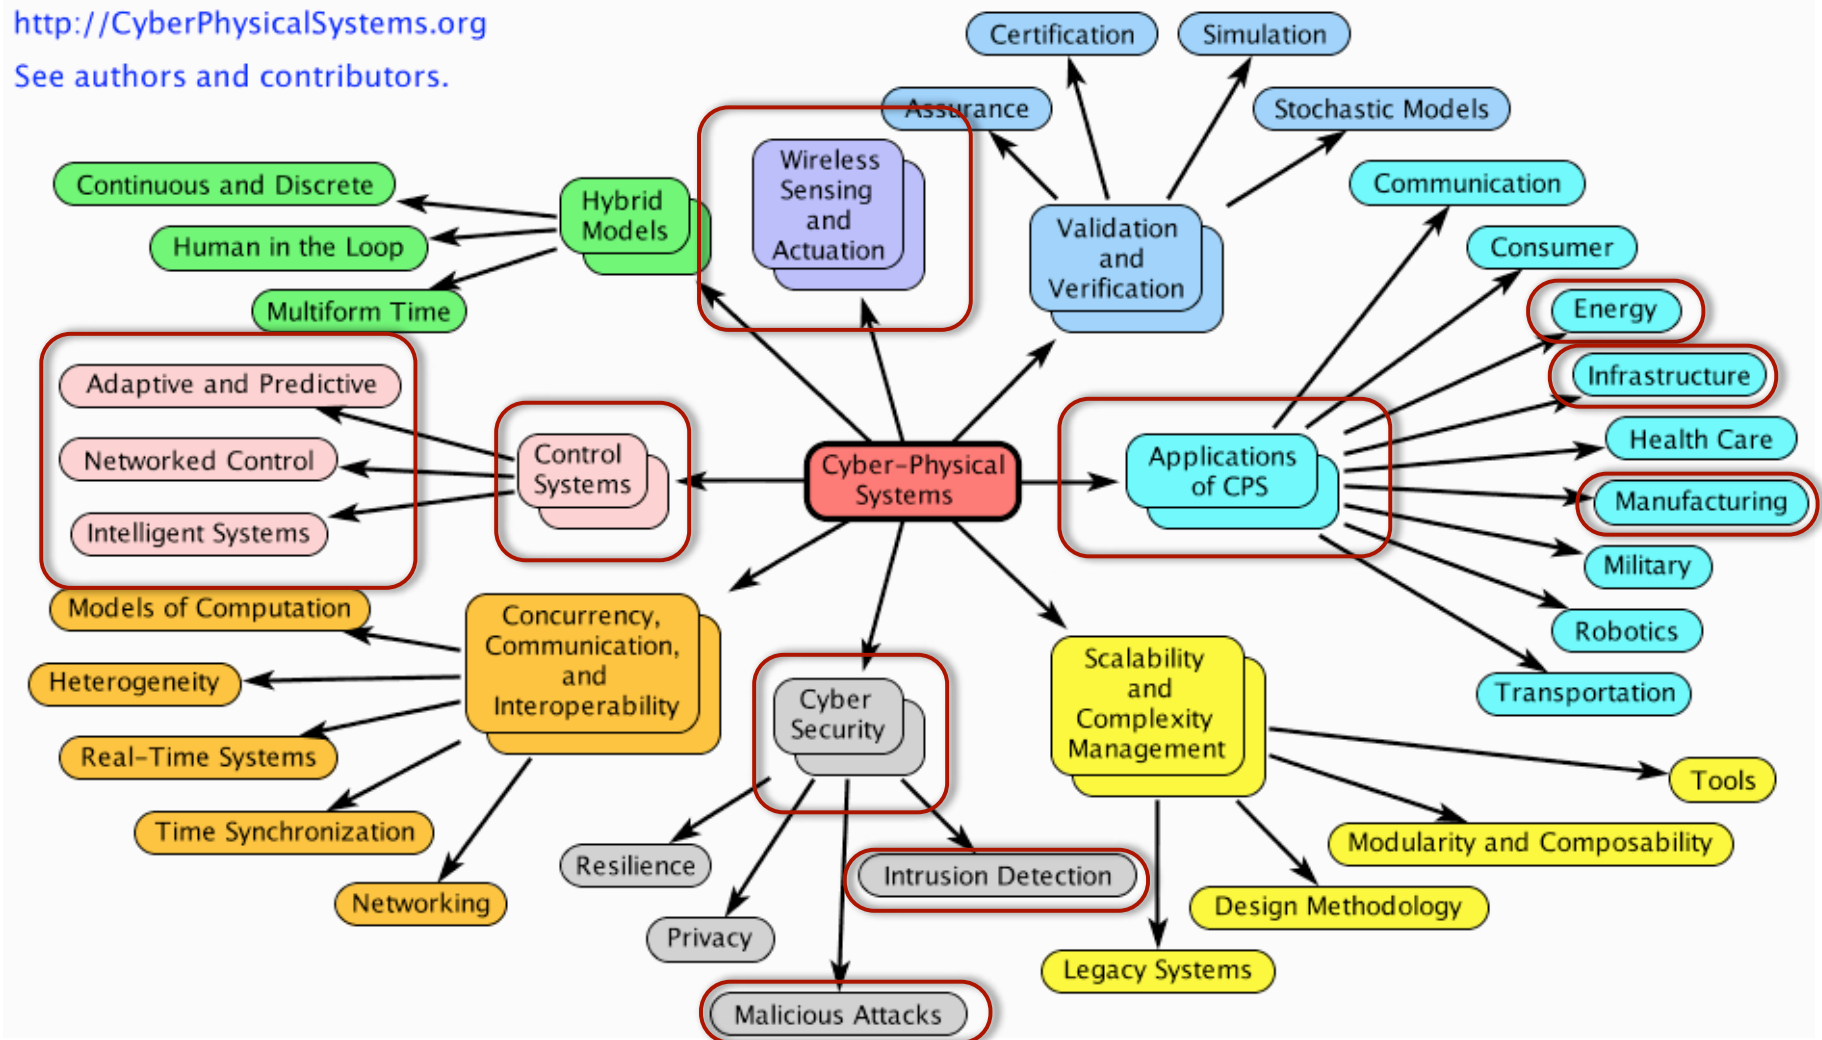 http://CyberPhysicalSystems.org
See authors and contributors.
Certification
Simulation
Assurance
Stochastic Models
Wireless
Sensing
and
Actuation
Validation
and
Verification
Continuous and Discrete
Human in the Loop
Multiform Time
Hybrid
Models
Communication
Consumer
Energy
Infrastructure
Health Care
Manufacturing
Military
Robotics
Transportation
Applications
of CPS
Cyber-Physical
Systems
Control
Systems
Adaptive and Predictive
Networked Control
Intelligent Systems
Models of Computation
Heterogeneity
Real-Time Systems
Time Synchronization
Networking
Concurrency,
Communication,
and
Interoperability
Cyber
Security
Resilience
Privacy
Malicious Attacks
Intrusion Detection
Scalability
and
Complexity
Management
Tools
Modularity and Composability
Design Methodology
Legacy Systems